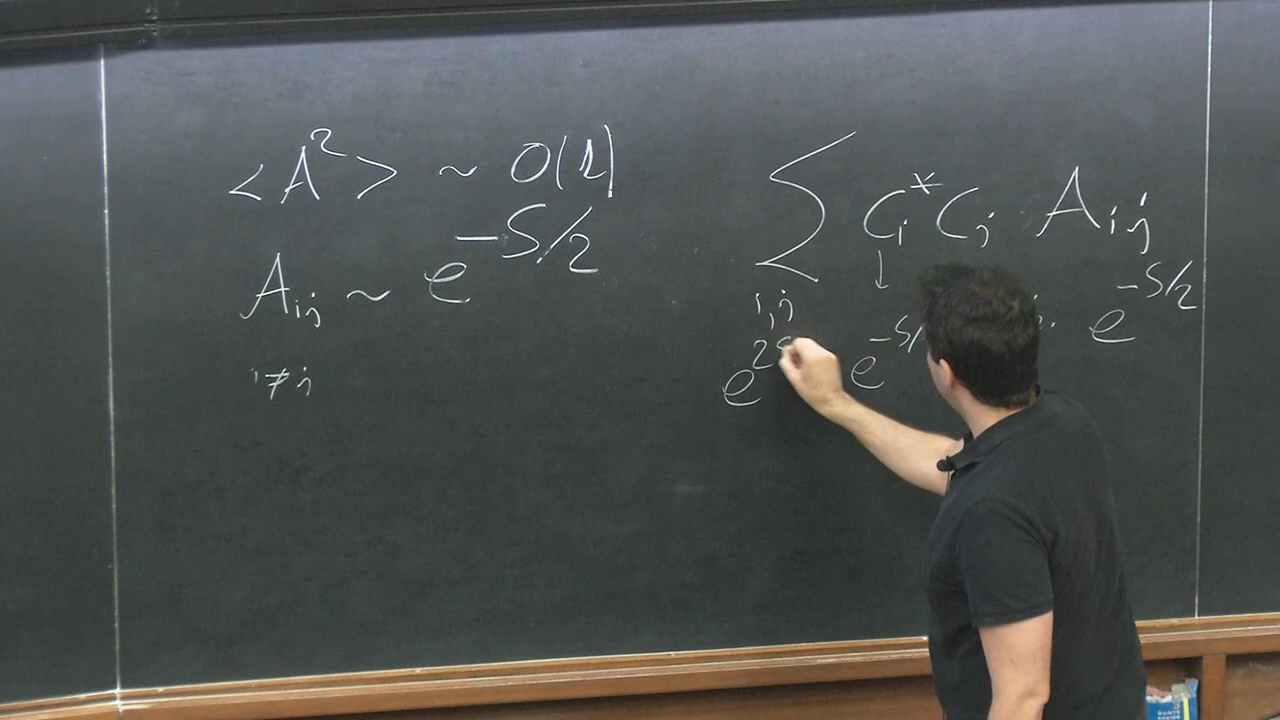 <A²> ~ O(1)
A_ij ~ e^{-S/2}
i≠j
∑_{i,j} C_i^* C_j A_ij
↓
e^{2S} e^{-S/ e^{-S/2}